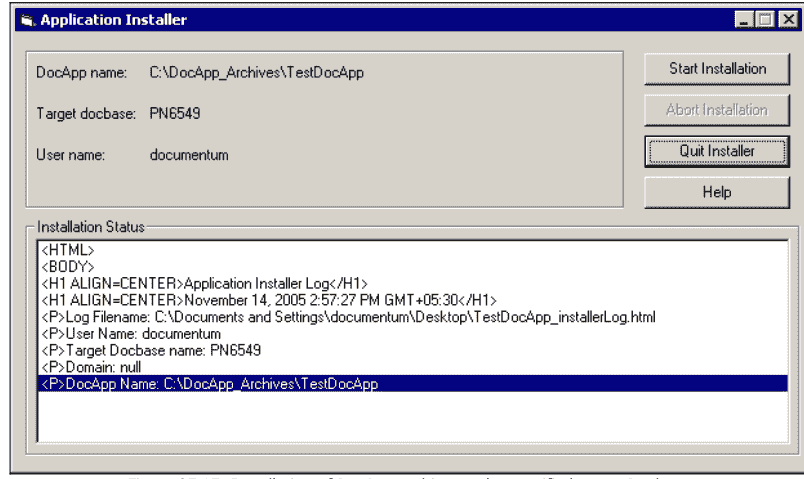 Application Installer
DocApp name: C:\DocApp_Archives\TestDocApp
Target docbase: PN6549
User name: documentum
Start Installation
Abort Installation
Quit Installer
Help
Installation Status
<HTML>
<BODY>
<H1 ALIGN=CENTER>Application Installer Log</H1>
<H1 ALIGN=CENTER>November 14, 2005 2:57:27 PM GMT+05:30</H1>
<P>Log Filename: C:\Documents and Settings\documentum\Desktop\TestDocApp_installerLog.html
<P>User Name: documentum
<P>Target Docbase name: PN6549
<P>Domain: null
<P>DocApp Name: C:\DocApp_Archives\TestDocApp